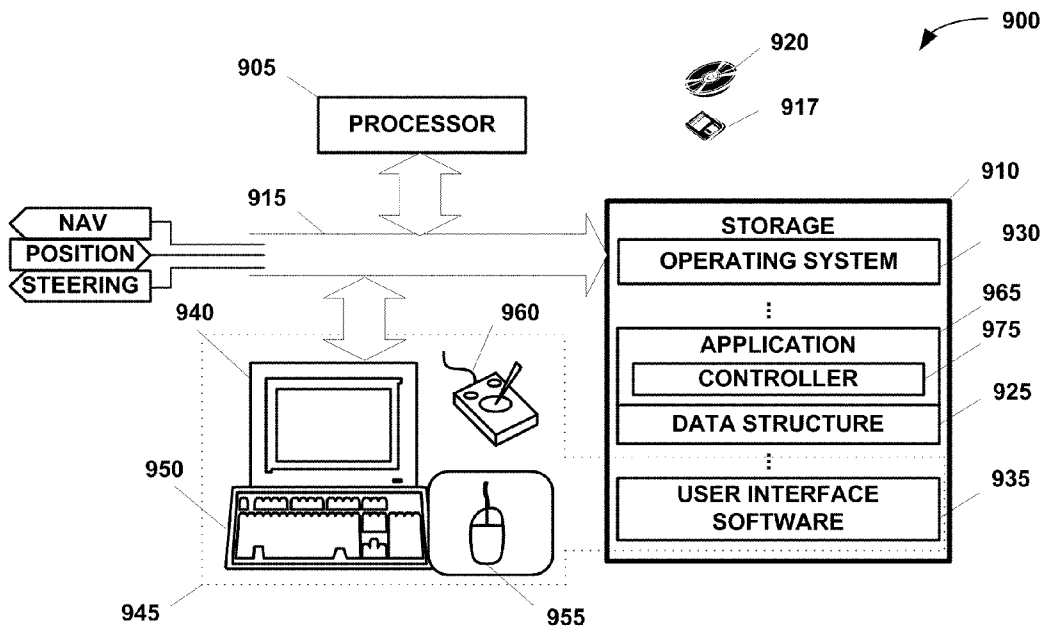 900
920
905
917
PROCESSOR
910
915
NAV
STORAGE
930
POSITION
OPERATING SYSTEM
STEERING
⋮
965
940
960
APPLICATION
975
CONTROLLER
925
DATA STRUCTURE
⋮
950
935
USER INTERFACE
SOFTWARE
945
955